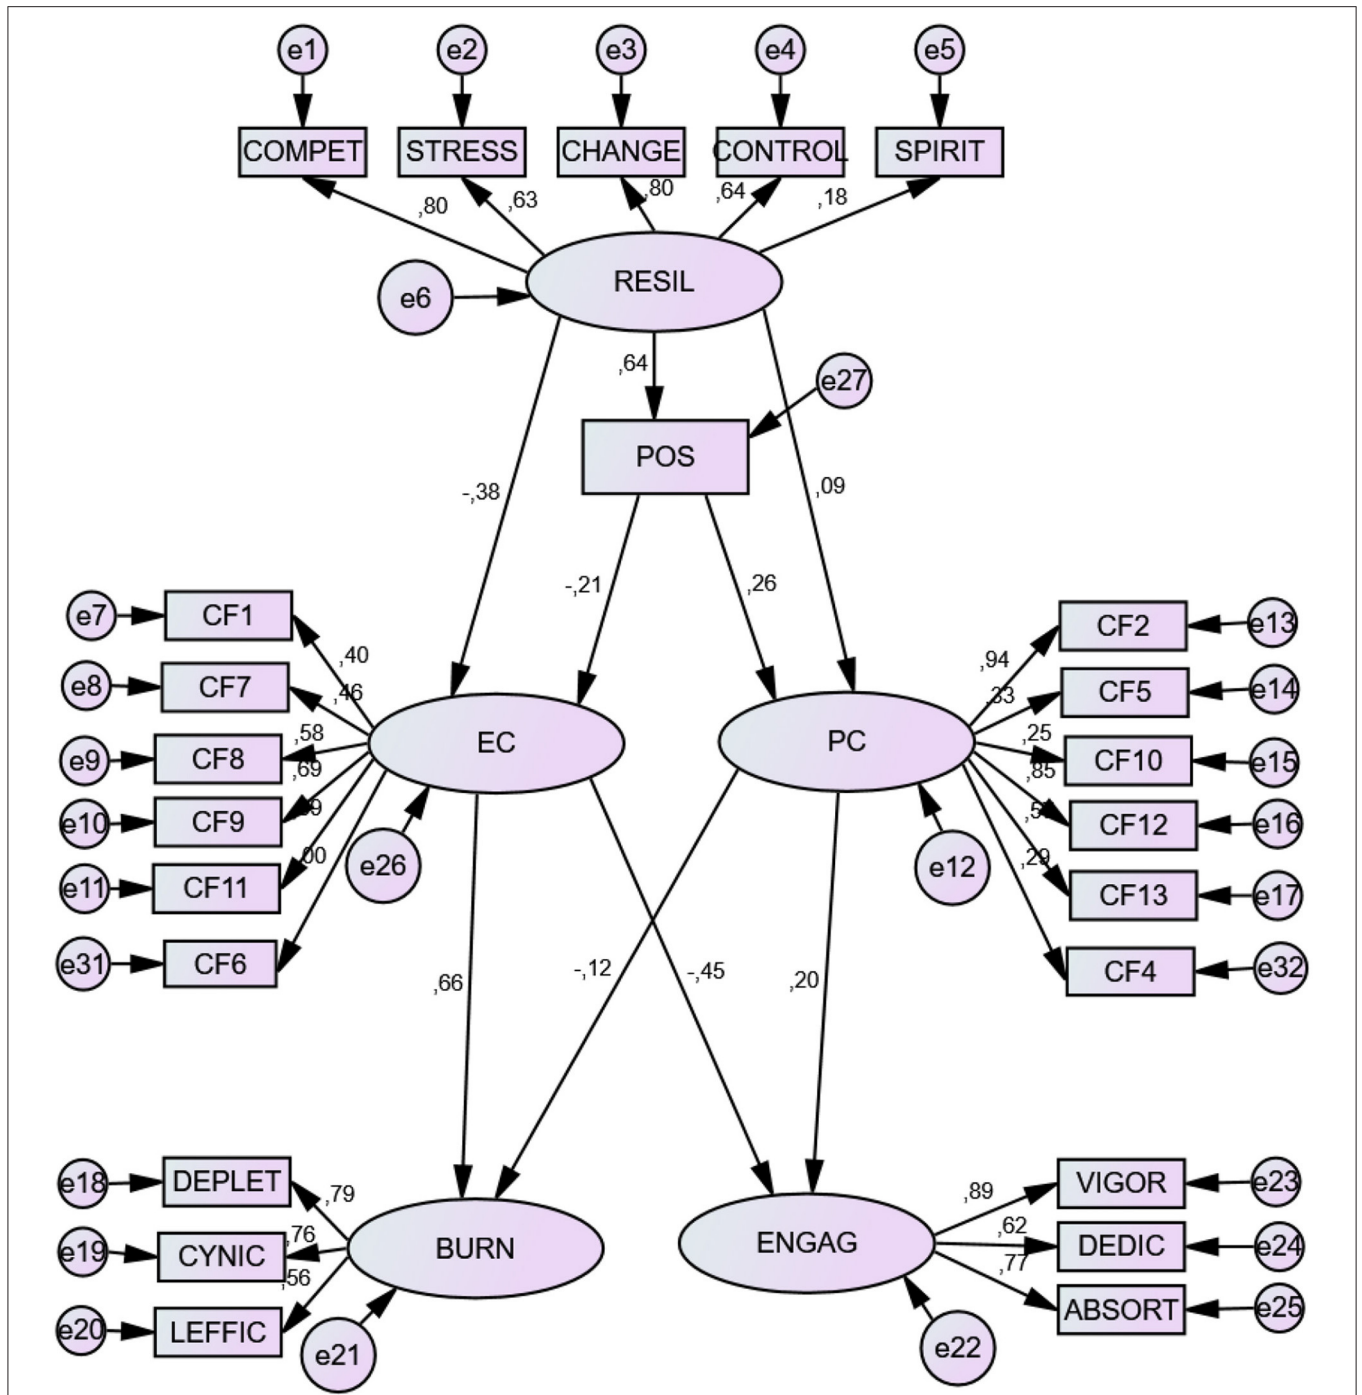 e1 e2 e3 e4 e5
COMPET STRESS CHANGE CONTROL SPIRIT
,80 ,63 ,80 ,64 ,18
RESIL
e6
,64
e27
POS
-,38 ,09
-,21 ,26
e7 CF1
,40
e8 CF7
,46
e9 CF8
,58
e10 CF9
,69
e11 CF11
e31 CF6
,00
EC
e26
PC
e12
,94
CF2 e13
,33
CF5 e14
,25
CF10 e15
,85
CF12 e16
CF13 e17
,29
CF4 e32
,66 -,12 -,45 ,20
e18 DEPLET
,79
e19 CYNIC
,76
e20 LEFFIC
,56
BURN
e21
ENGAG
e22
,89
VIGOR e23
,62
DEDIC e24
,77
ABSORT e25